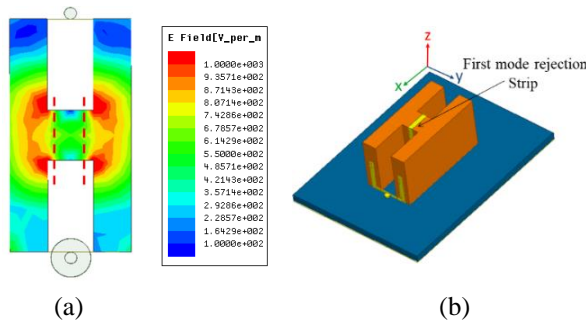 E Field[V_per_m
1.0000e+003
9.3571e+002
8.7143e+002
8.0714e+002
7.4286e+002
6.7857e+002
6.1429e+002
5.5000e+002
4.8571e+002
4.2143e+002
3.5714e+002
2.9286e+002
2.2857e+002
1.6429e+002
1.0000e+002
(a)
z
x
y
First mode rejection
Strip
(b)